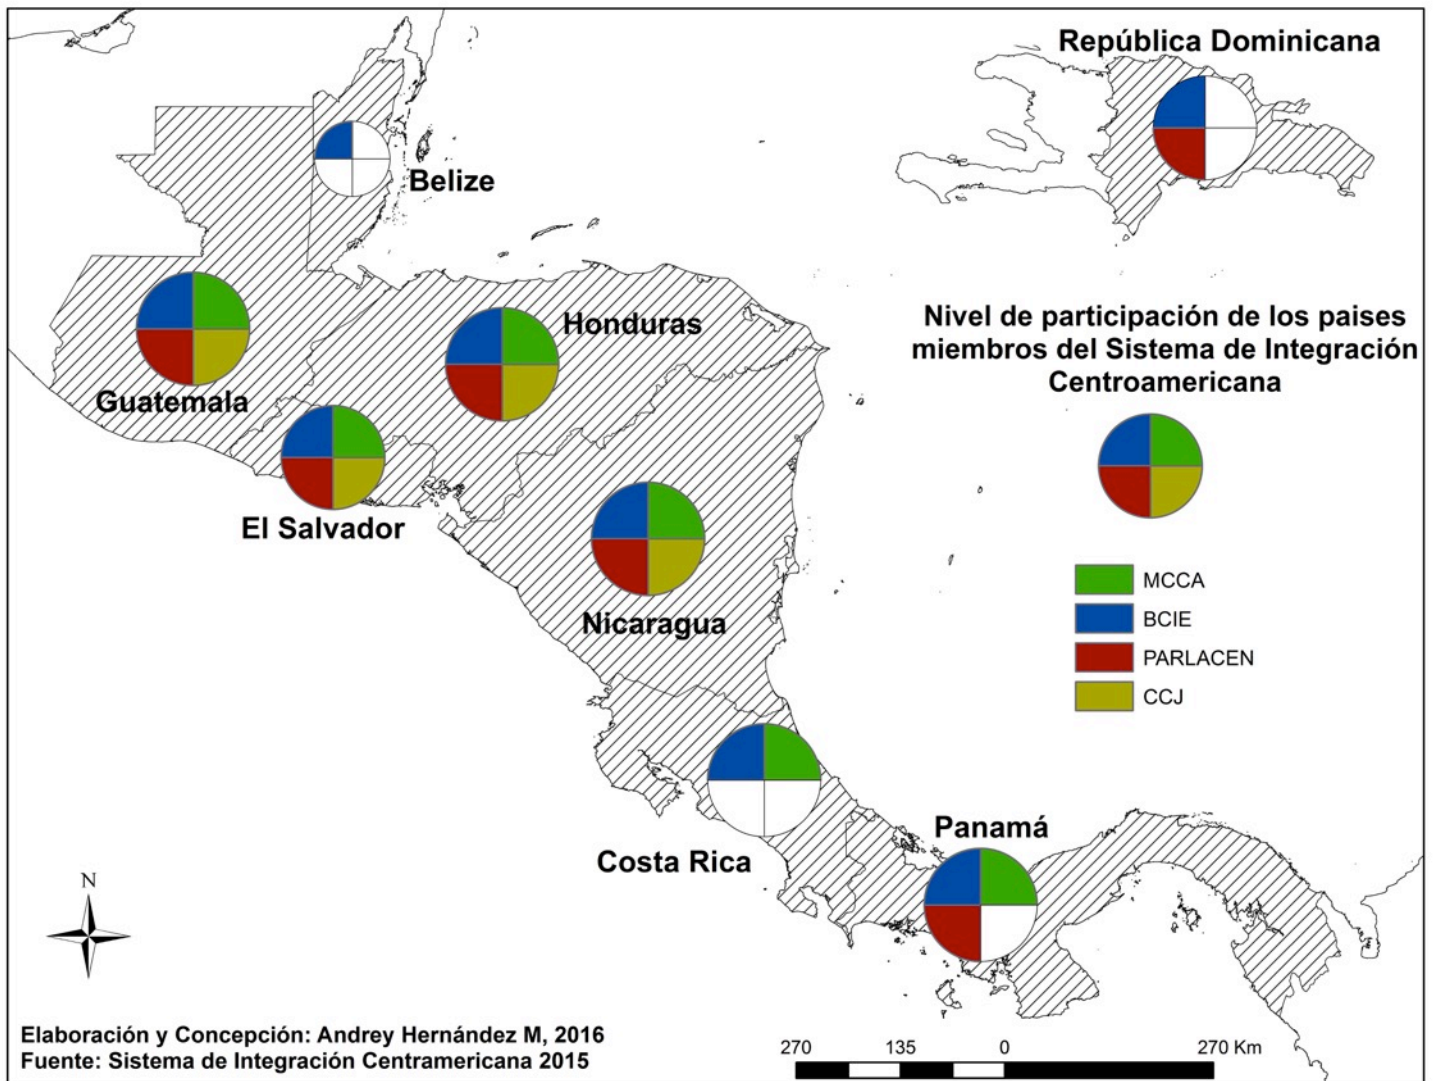 República Dominicana
Belize
Honduras
Nivel de participación de los paises
miembros del Sistema de Integración
Centroamericana
Guatemala
El Salvador
Nicaragua
MCCA
BCIE
PARLACEN
CCJ
Panamá
Costa Rica
N
Elaboración y Concepción: Andrey Hernández M, 2016
Fuente: Sistema de Integración Centramericana 2015
270 135 0 270 Km